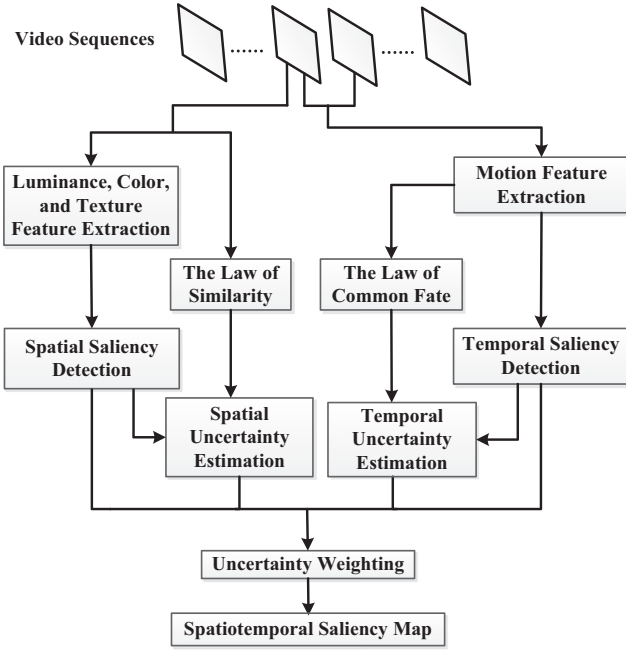 Video Sequences
......
......
Luminance, Color,
and Texture
Feature Extraction
Motion Feature
Extraction
The Law of
Similarity
The Law of
Common Fate
Spatial Saliency
Detection
Temporal Saliency
Detection
Spatial
Uncertainty
Estimation
Temporal
Uncertainty
Estimation
Uncertainty Weighting
Spatiotemporal Saliency Map